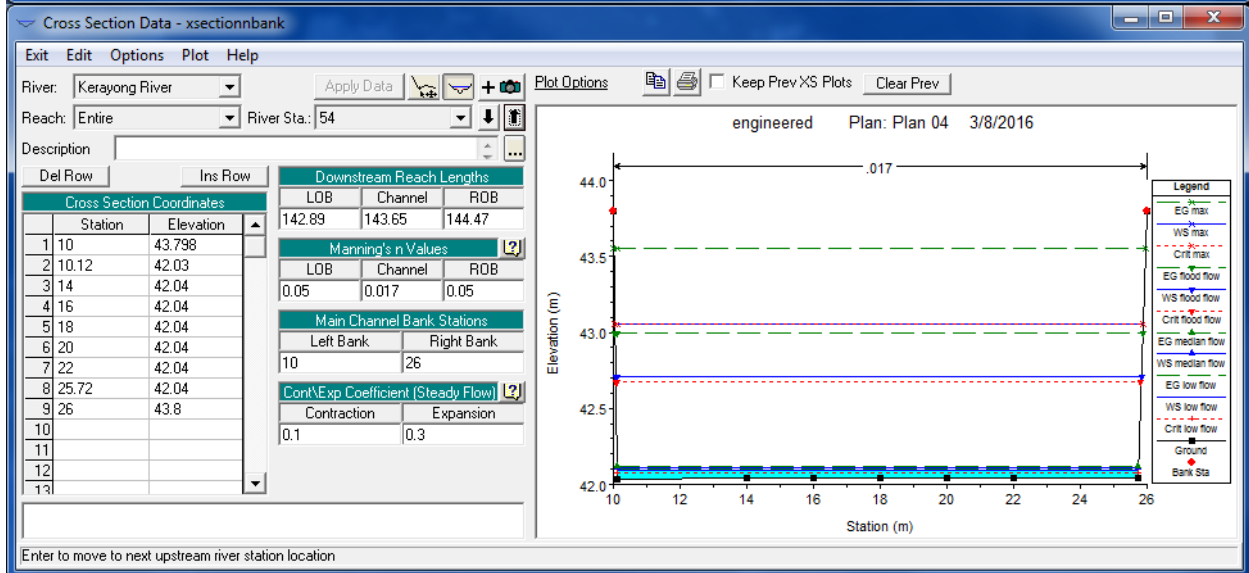 Cross Section Data - xsectionnbank
Exit Edit Options Plot Help
River: Kerayong River Apply Data + Plot Options Keep Prev XS Plots Clear Prev
Reach: Entire River Sta.: 54
Description ...
Del Row Ins Row
Cross Section Coordinates
Station Elevation
1 10 43.798
2 10.12 42.03
3 14 42.04
4 16 42.04
5 18 42.04
6 20 42.04
7 22 42.04
8 25.72 42.04
9 26 43.8
10
11
12
13
Downstream Reach Lengths
LOB Channel ROB
142.89 143.65 144.47
Manning's n Values
LOB Channel ROB
0.05 0.017 0.05
Main Channel Bank Stations
Left Bank Right Bank
10 26
Cont\Exp Coefficient (Steady Flow)
Contraction Expansion
0.1 0.3
engineered Plan: Plan 04 3/8/2016
.017
44.0
43.5
43.0
42.5
42.0
Elevation (m)
10 12 14 16 18 20 22 24 26
Station (m)
Legend
EG max
WS max
Crit max
EG flood flow
WS flood flow
Crit flood flow
EG median flow
WS median flow
EG low flow
WS low flow
Crit low flow
Ground
Bank Sta
Enter to move to next upstream river station location